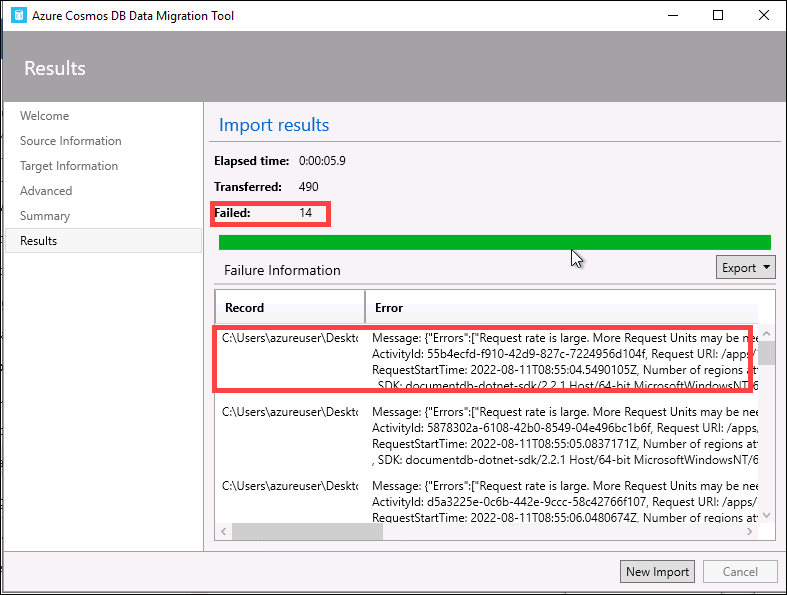 Azure Cosmos DB Data Migration Tool
Results
Welcome
Source Information
Target Information
Advanced
Summary
Results
Import results
Elapsed time: 0:00:05.9
Transferred: 490
Failed: 14
Failure Information
Export
Record Error
C:\Users\azureuser\Deskto Message: {"Errors":["Request rate is large. More Request Units may be nee
ActivityId: 55b4ecfd-f910-42d9-827c-7224956d104f, Request URI: /apps/
RequestStartTime: 2022-08-11T08:55:04.5490105Z, Number of regions at
, SDK: documentdb-dotnet-sdk/2.2.1 Host/64-bit MicrosoftWindowsNT/6
C:\Users\azureuser\Deskto Message: {"Errors":["Request rate is large. More Request Units may be nee
ActivityId: 5878302a-6108-42b0-8549-04e496bc1b6f, Request URI: /apps/
RequestStartTime: 2022-08-11T08:55:05.0837171Z, Number of regions att
, SDK: documentdb-dotnet-sdk/2.2.1 Host/64-bit MicrosoftWindowsNT/6
C:\Users\azureuser\Deskto Message: {"Errors":["Request rate is large. More Request Units may be nee
ActivityId: d5a3225e-0c6b-442e-9ccc-58c42766f107, Request URI: /apps/
RequestStartTime: 2022-08-11T08:55:06.0480674Z, Number of regions att
New Import Cancel